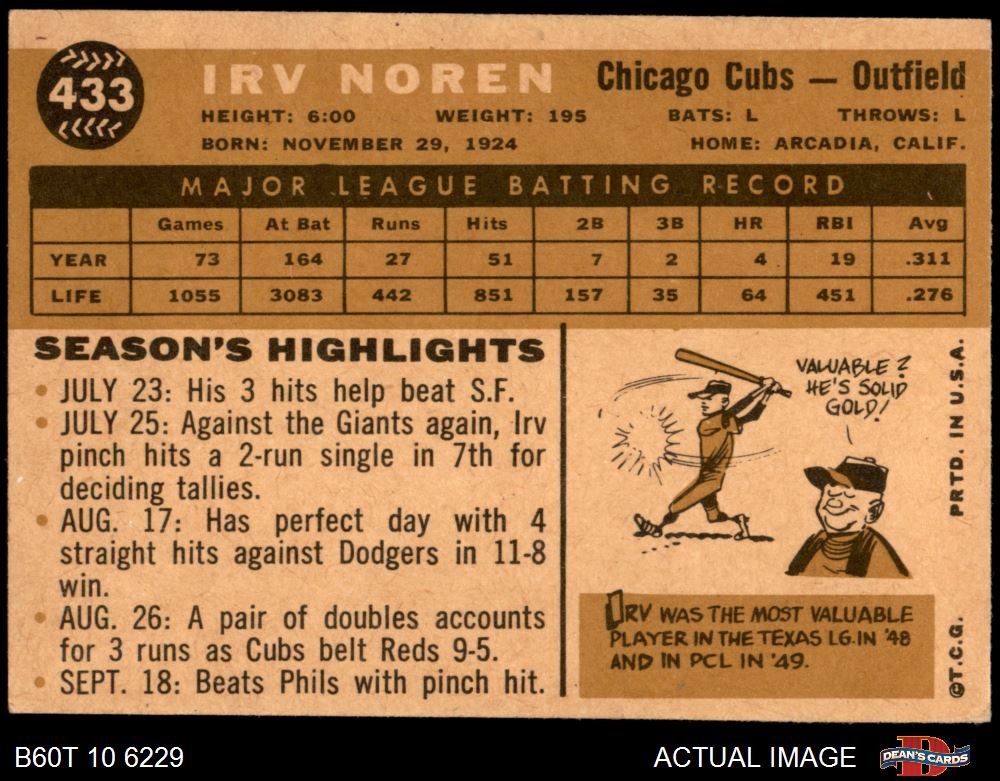 433
IRV NOREN
Chicago Cubs — Outfield
HEIGHT: 6:00 WEIGHT: 195 BATS: L THROWS: L
BORN: NOVEMBER 29, 1924 HOME: ARCADIA, CALIF.
MAJOR LEAGUE BATTING RECORD
Games At Bat Runs Hits 2B 3B HR RBI Avg
YEAR 73 164 27 51 7 2 4 19 .311
LIFE 1055 3083 442 851 157 35 64 451 .276
SEASON'S HIGHLIGHTS
• JULY 23: His 3 hits help beat S.F.
• JULY 25: Against the Giants again, Irv
pinch hits a 2-run single in 7th for
deciding tallies.
• AUG. 17: Has perfect day with 4
straight hits against Dodgers in 11-8
win.
• AUG. 26: A pair of doubles accounts
for 3 runs as Cubs belt Reds 9-5.
• SEPT. 18: Beats Phils with pinch hit.
VALUABLE?
HE'S SOLID
GOLD!
IRV WAS THE MOST VALUABLE
PLAYER IN THE TEXAS LG. IN '48
AND IN PCL IN '49.
©T.C.G. PRTD. IN U.S.A.
B60T 10 6229
ACTUAL IMAGE
D
DEAN'S CARDS